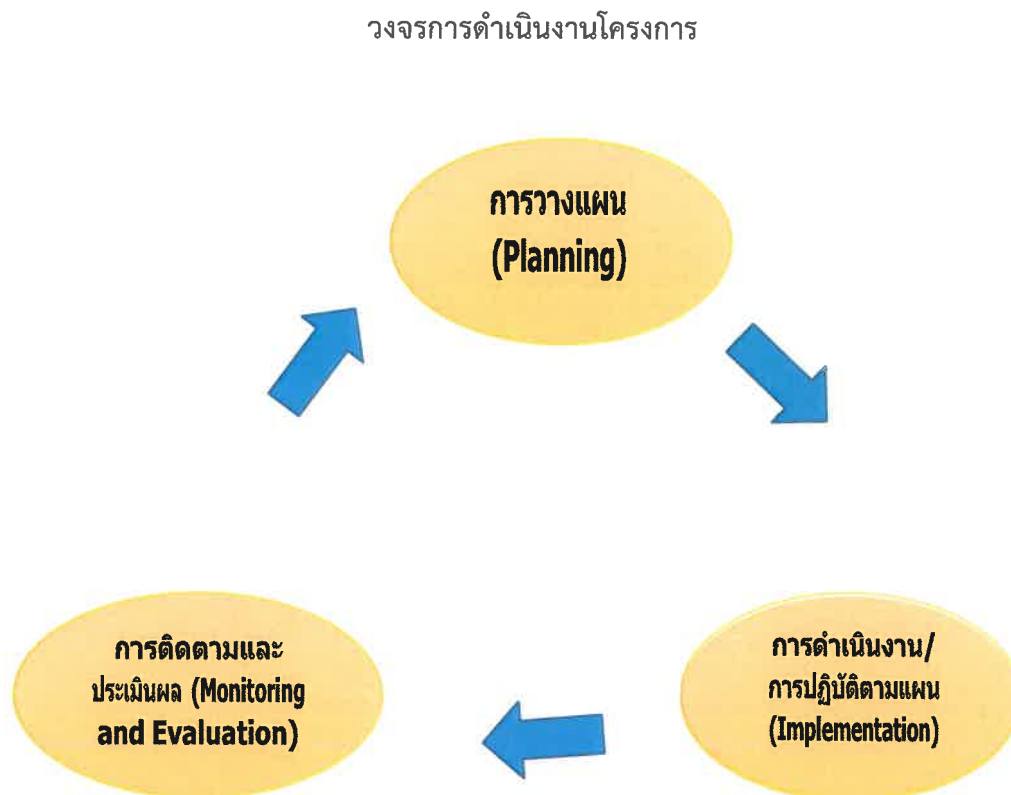 วงจรการดำเนินงานโครงการ
การวางแผน
(Planning)
การติดตามและ
ประเมินผล (Monitoring
and Evaluation)
การดำเนินงาน/
การปฏิบัติตามแผน
(Implementation)